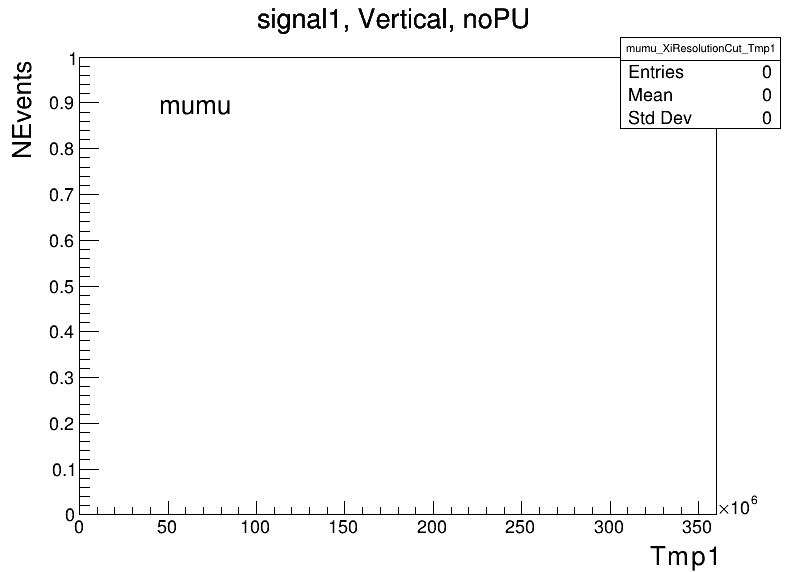 signal1, Vertical, noPU
mumu_XiResolutionCut_Tmp1
Entries 0
Mean 0
Std Dev 0
NEvents
mumu
1
0.9
0.8
0.7
0.6
0.5
0.4
0.3
0.2
0.1
0
0 50 100 150 200 250 300 350
×10⁶
Tmp1